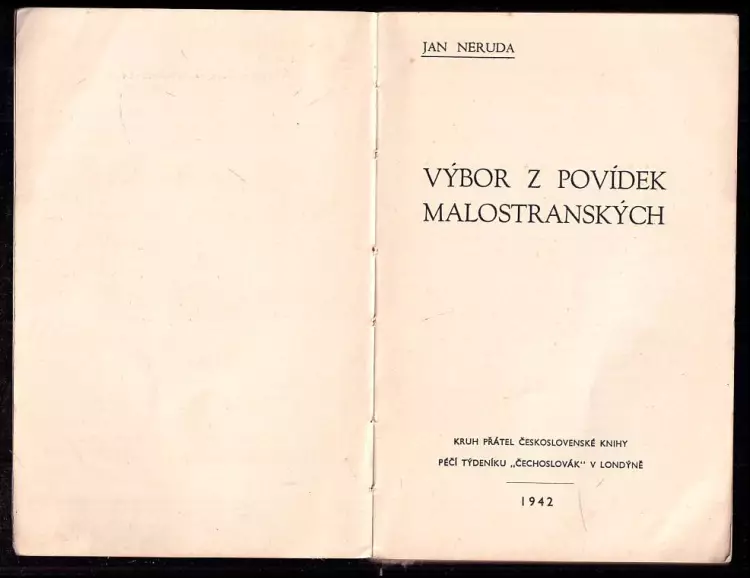 JAN NERUDA
VÝBOR Z POVÍDEK
MALOSTRANSKÝCH
KRUH PŘÁTEL ČESKOSLOVENSKÉ KNIHY
PÉČÍ TÝDENÍKU „ČECHOSLOVÁK“ V LONDÝNĚ
1942